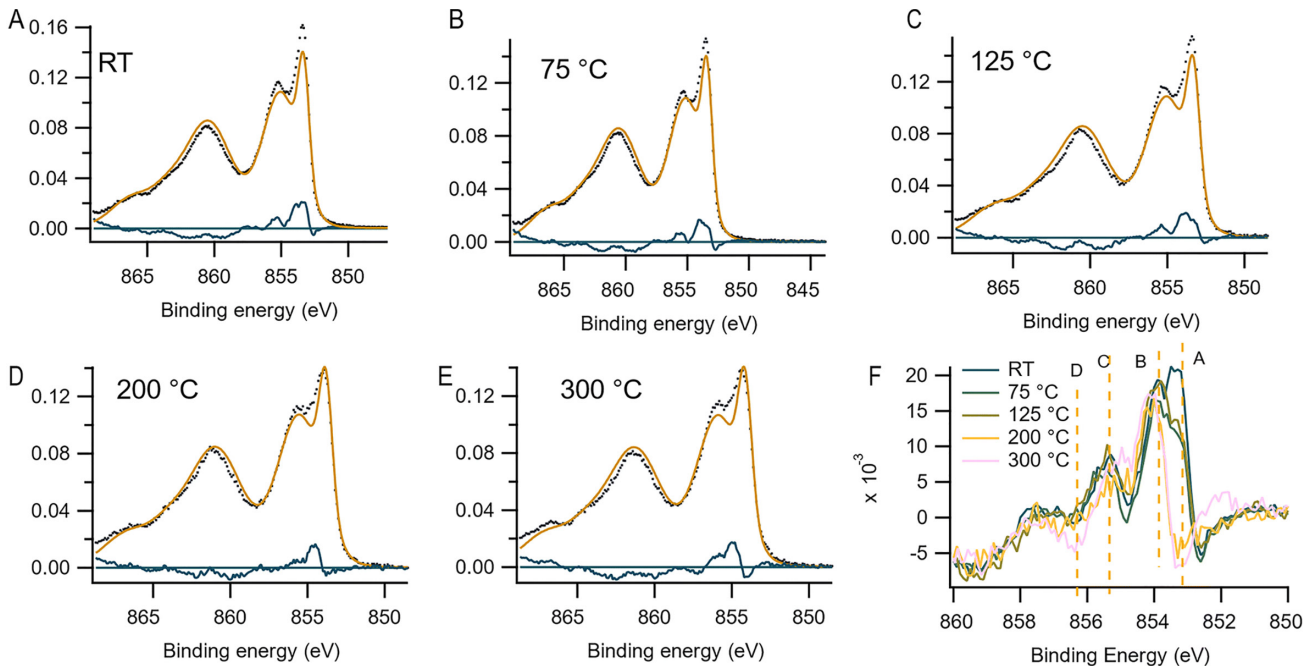 A
RT
0.16
0.12
0.08
0.04
0.00
865 860 855 850
Binding energy (eV)
B
75 °C
0.12
0.08
0.04
0.00
865 860 855 850 845
Binding energy (eV)
C
125 °C
0.12
0.08
0.04
0.00
865 860 855 850
Binding energy (eV)
D
200 °C
0.12
0.08
0.04
0.00
865 860 855 850
Binding energy (eV)
E
300 °C
0.12
0.08
0.04
0.00
865 860 855 850
Binding energy (eV)
F
RT
75 °C
125 °C
200 °C
300 °C
D C B A
20
15
10
5
0
-5
x 10-3
860 858 856 854 852 850
Binding Energy (eV)